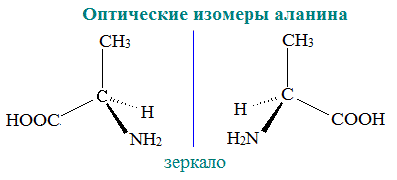 Оптические изомеры аланина
CH3
C
H
HOOC
NH2
CH3
C
H
COOH
H2N
зеркало